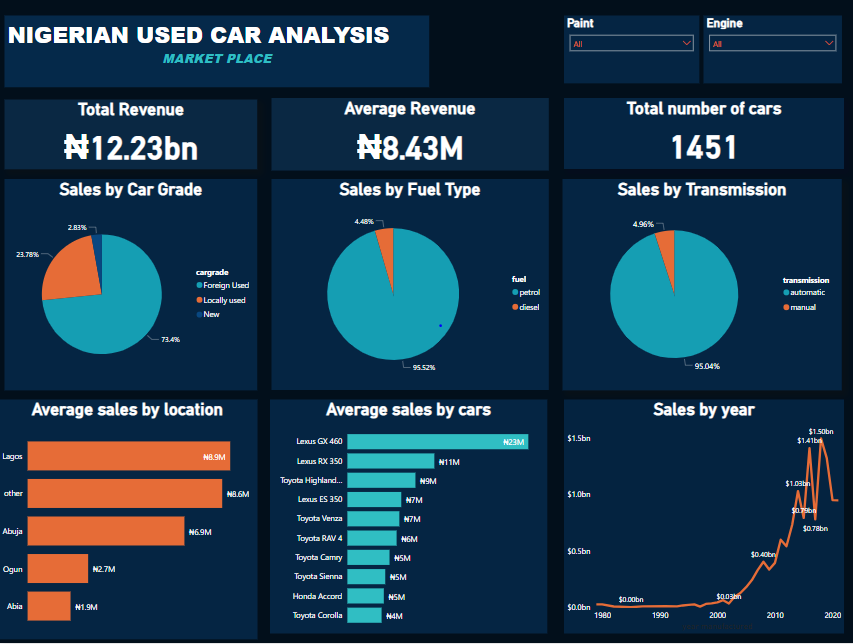 NIGERIAN USED CAR ANALYSIS
MARKET PLACE
Paint
All
Engine
All
Total Revenue
₦12.23bn
Average Revenue
₦8.43M
Total number of cars
1451
Sales by Car Grade
2.83%
23.78%
73.4%
cargrade
Foreign Used
Locally used
New
Sales by Fuel Type
4.48%
95.52%
fuel
petrol
diesel
Sales by Transmission
4.96%
95.04%
transmission
automatic
manual
Average sales by location
Lagos ₦8.9M
other ₦8.6M
Abuja ₦6.9M
Ogun ₦2.7M
Abia ₦1.9M
Average sales by cars
Lexus GX 460 ₦23M
Lexus RX 350 ₦11M
Toyota Highland... ₦9M
Lexus ES 350 ₦7M
Toyota Venza ₦7M
Toyota RAV 4 ₦6M
Toyota Camry ₦5M
Toyota Sienna ₦5M
Honda Accord ₦5M
Toyota Corolla ₦4M
Sales by year
$1.50bn
$1.5bn
$1.41bn
$1.03bn
$1.0bn
$0.79bn
$0.78bn
$0.5bn
$0.40bn
$0.00bn
$0.03bn
$0.0bn
1980 1990 2000 2010 2020